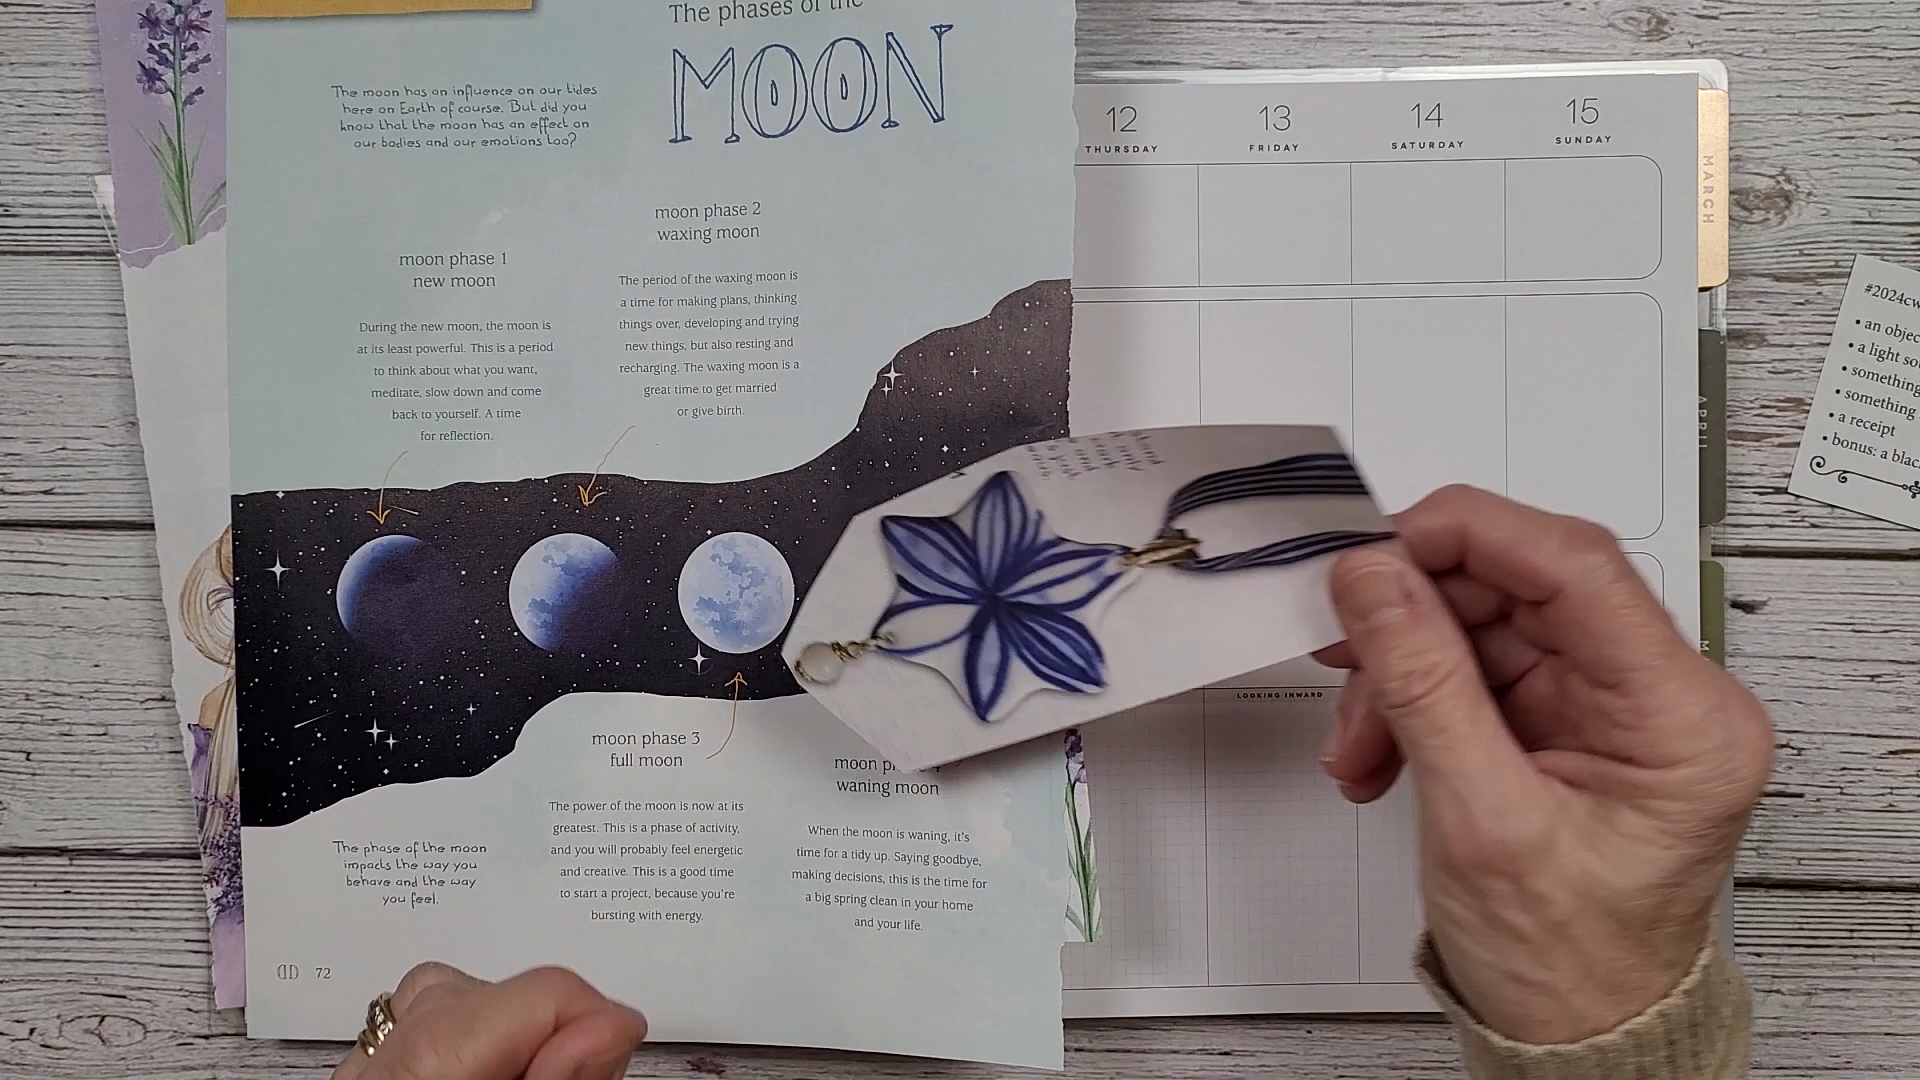 The phases of the
MOON
The moon has an influence on our tides
here on Earth of course. But did you
know that the moon has an effect on
our bodies and our emotions too?
moon phase 1
new moon
During the new moon, the moon is
at its least powerful. This is a period
to think about what you want,
meditate, slow down and come
back to yourself. A time
for reflection.
moon phase 2
waxing moon
The period of the waxing moon is
a time for making plans, thinking
things over, developing and trying
new things, but also resting and
recharging. The waxing moon is a
great time to get married
or give birth.
The phase of the moon
impacts the way you
behave and the way
you feel.
moon phase 3
full moon
The power of the moon is now at its
greatest. This is a phase of activity,
and you will probably feel energetic
and creative. This is a good time
to start a project, because you're
bursting with energy.
moon
waning moon
When the moon is waning, it's
time for a tidy up. Saying goodbye,
making decisions, this is the time for
a big spring clean in your home
and your life.
72
12
THURSDAY
13
FRIDAY
14
SATURDAY
15
SUNDAY
LOOKING INWARD
MARCH
APRIL
#2024cw
• an objec
• a light so
• something
• something
• a receipt
• bonus: a blac